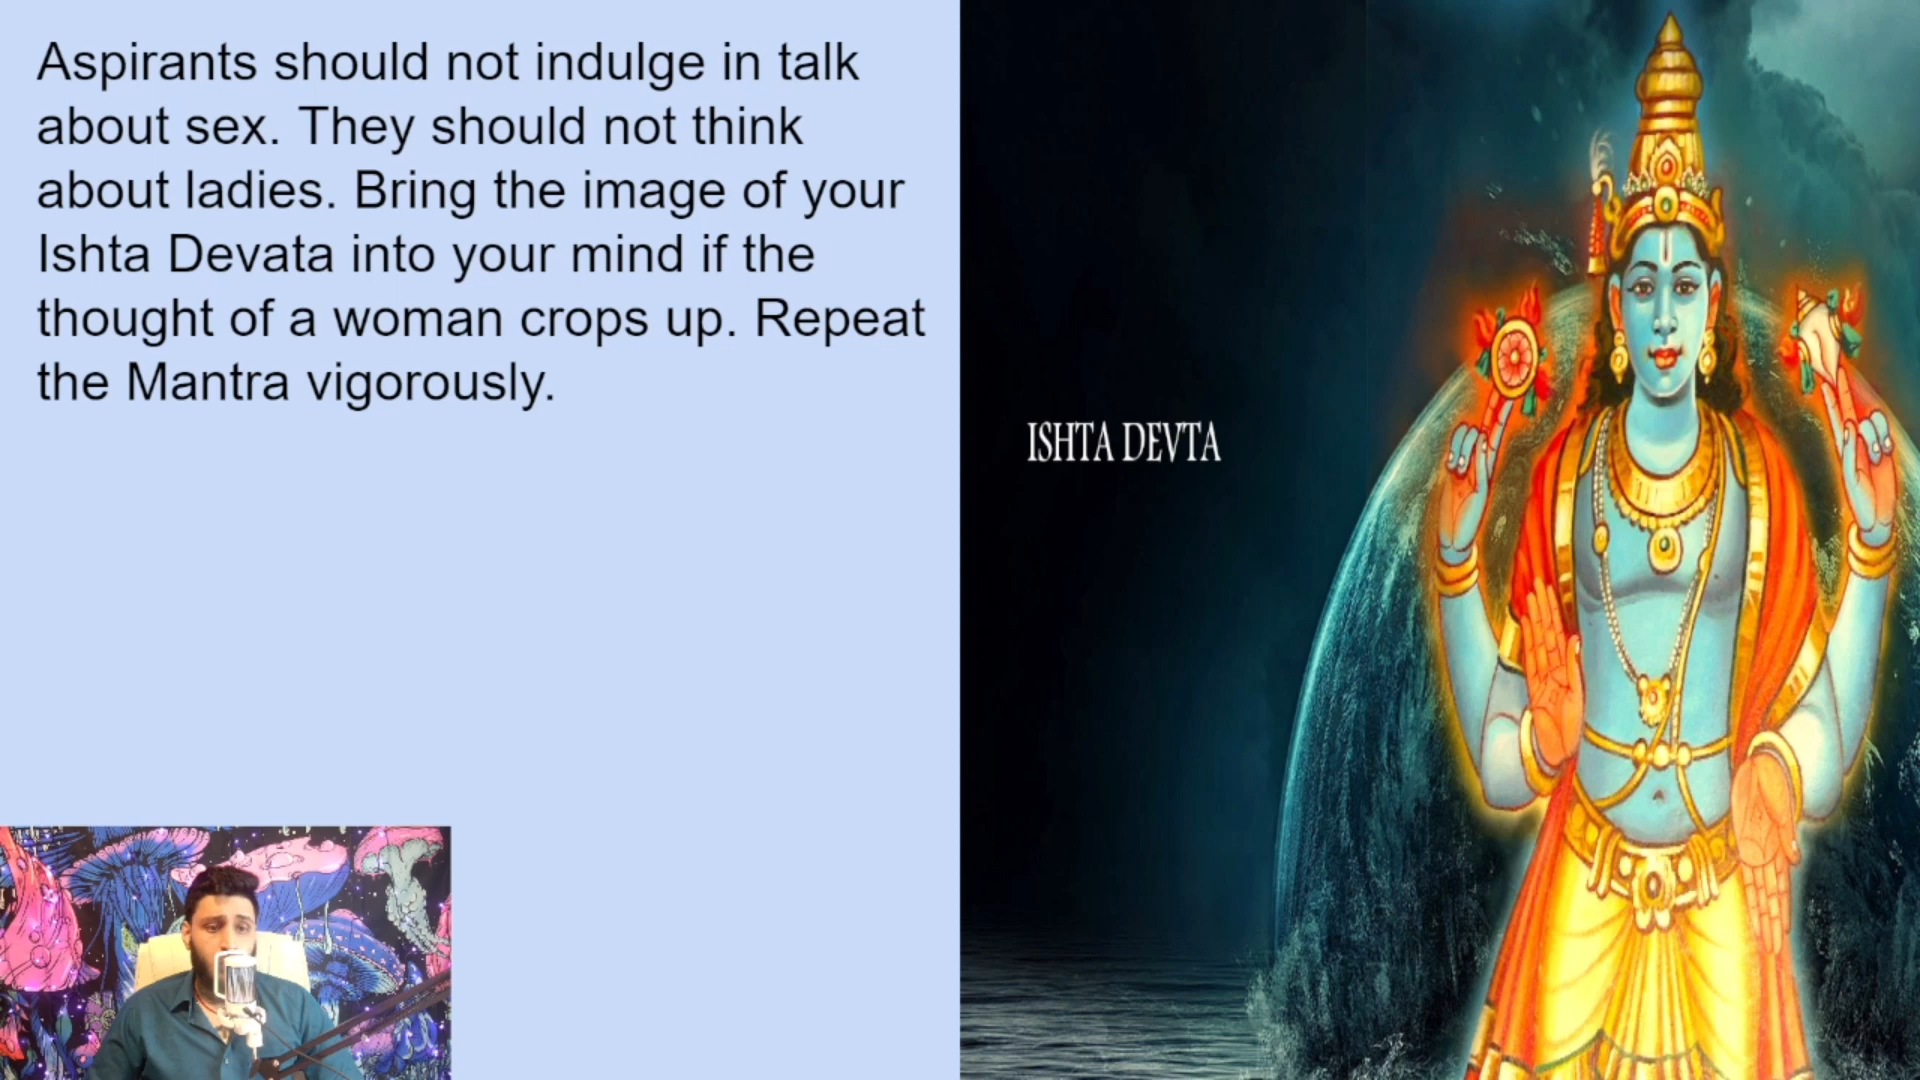 Aspirants should not indulge in talk
about sex. They should not think
about ladies. Bring the image of your
Ishta Devata into your mind if the
thought of a woman crops up. Repeat
the Mantra vigorously.
ISHTA DEVTA